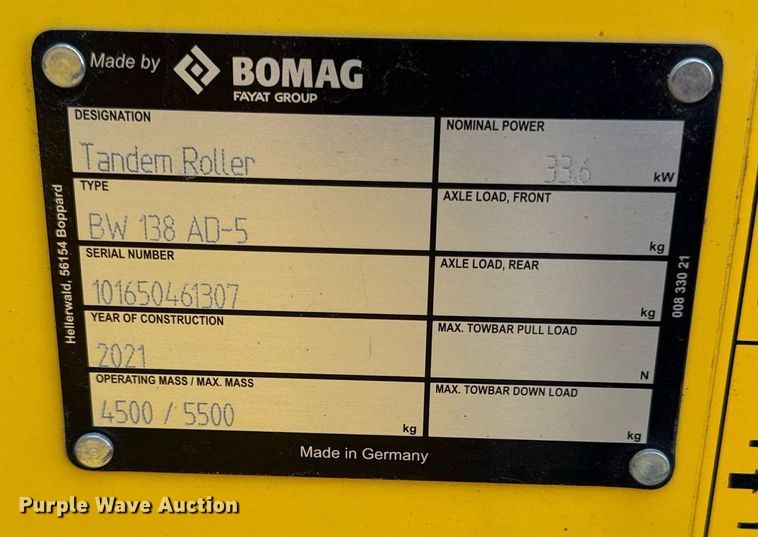 Made by BOMAG
FAYAT GROUP
DESIGNATION
Tandem Roller
TYPE
BW 138 AD-5
SERIAL NUMBER
101650461307
YEAR OF CONSTRUCTION
2021
OPERATING MASS / MAX. MASS
4500 / 5500 kg
NOMINAL POWER
33.6 kW
AXLE LOAD, FRONT
kg
AXLE LOAD, REAR
kg
MAX. TOWBAR PULL LOAD
N
MAX. TOWBAR DOWN LOAD
kg
Hellerwald, 56154 Boppard
008 330 21
Made in Germany
Purple Wave Auction